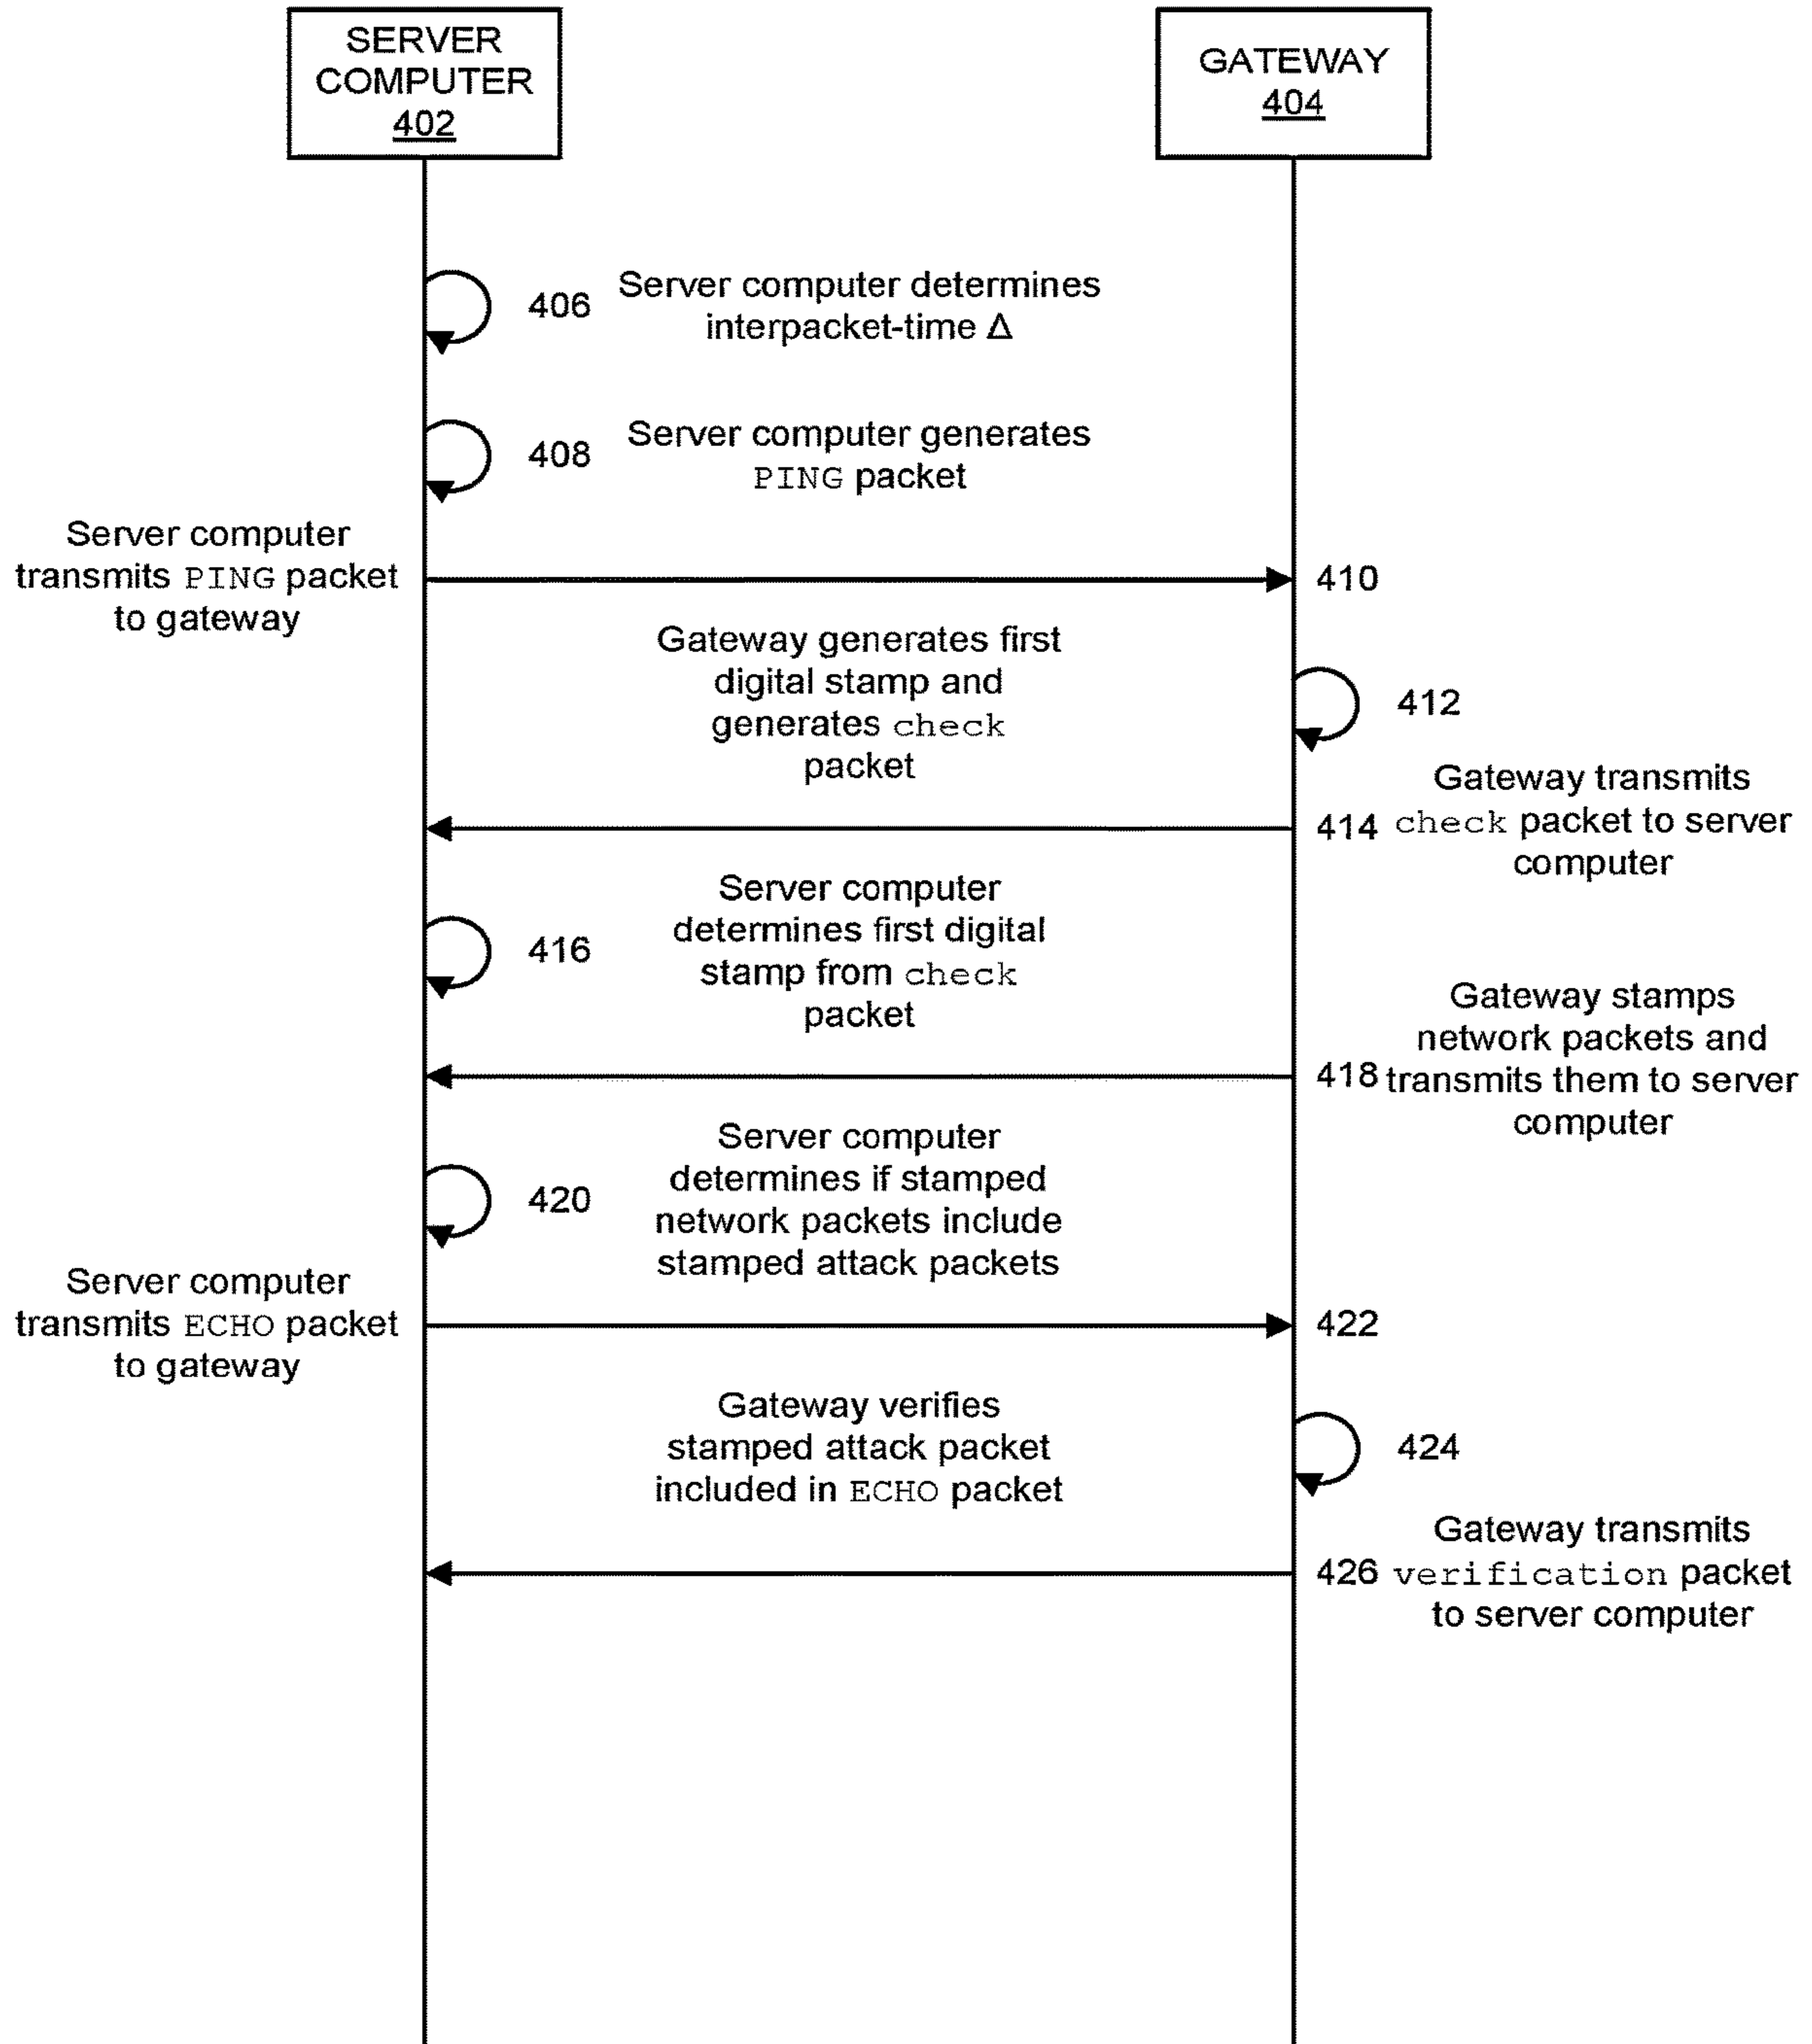 SERVER
COMPUTER
402
GATEWAY
404
406
Server computer determines
interpacket-time Δ
408
Server computer generates
PING packet
Server computer
transmits PING packet
to gateway
410
Gateway generates first
digital stamp and
generates check
packet
412
Gateway transmits
check packet to server
computer
414
Server computer
determines first digital
stamp from check
packet
416
Gateway stamps
network packets and
transmits them to server
computer
418
Server computer
determines if stamped
network packets include
stamped attack packets
420
Server computer
transmits ECHO packet
to gateway
422
Gateway verifies
stamped attack packet
included in ECHO packet
424
Gateway transmits
verification packet
to server computer
426